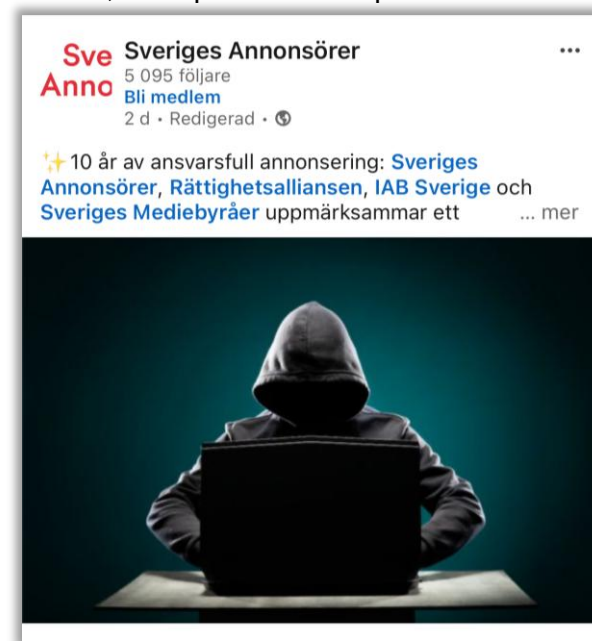 Sve
Anno
Sveriges Annonsörer
5 095 följare
Bli medlem
2 d • Redigerad •
✨ 10 år av ansvarsfull annonsering: Sveriges
Annonsörer, Rättighetsalliansen, IAB Sverige och
Sveriges Mediebyråer uppmärksammar ett ... mer